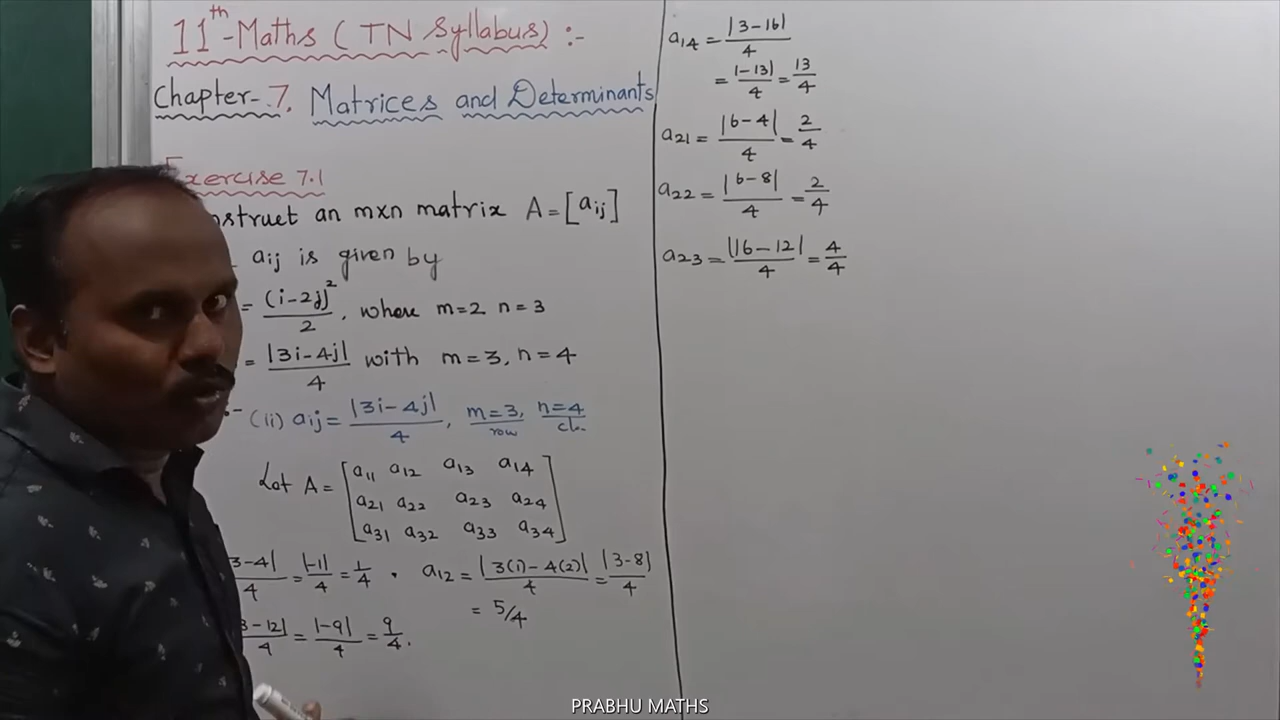 11th-Maths (TN Syllabus) :-
Chapter-.7. Matrices and Determinants
Exercise 7.1
nstruct an mxn matrix A = [aij]
aij is given by
= (i-2j)²/2, where m=2 n=3
= |3i-4j|/4 with m=3, n=4
:- (ii) aij = |3i-4j|/4, m=3, n=4
row clo.
Let A = [a11 a12 a13 a14
a21 a22 a23 a24
a31 a32 a33 a34]
3-4|/4 = |-1|/4 = 1/4 . a12 = |3(1)-4(2)|/4 = |3-8|/4
= 5/4
3-12|/4 = |-9|/4 = 9/4.
a14 = |3-16|/4
= |-13|/4 = 13/4
a21 = |6-4|/4 = 2/4
a22 = |6-8|/4 = 2/4
a23 = |16-12|/4 = 4/4
PRABHU MATHS